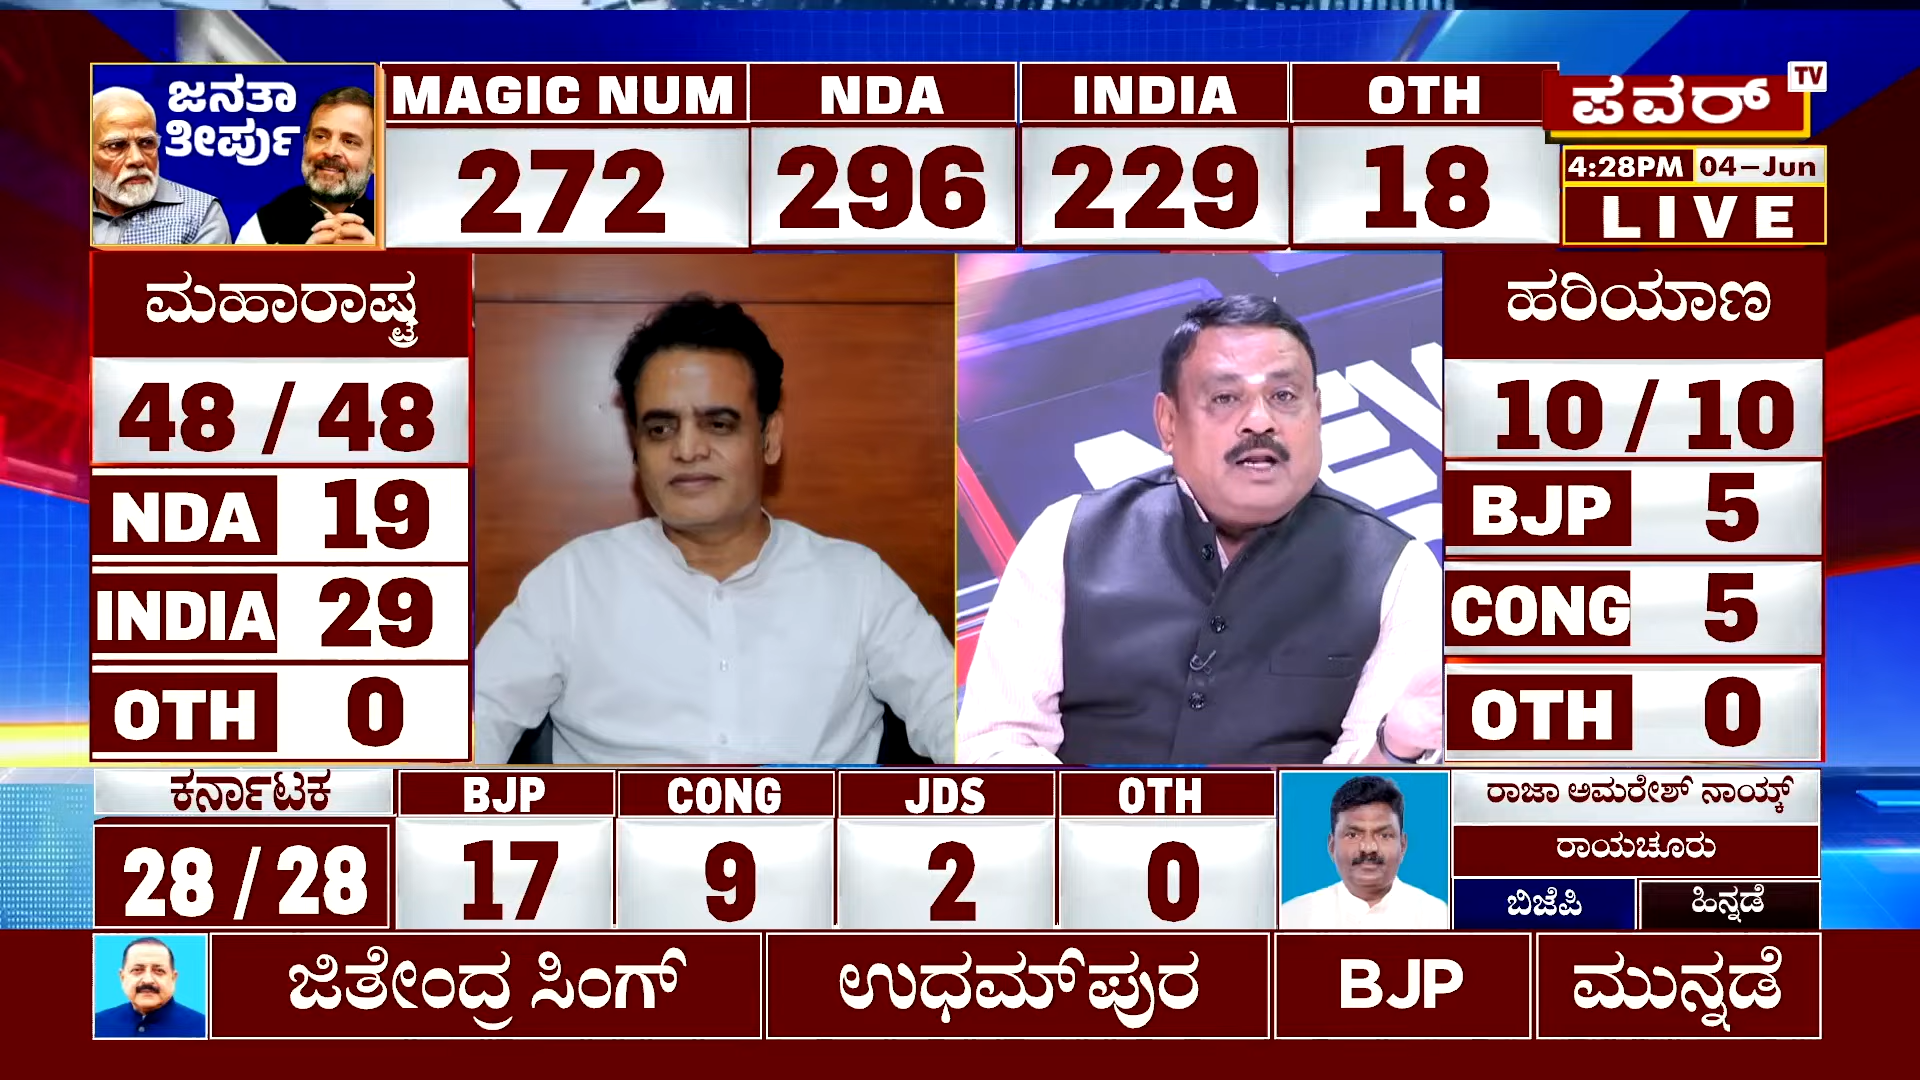 ಜನತಾ
ತೀರ್ಪು
MAGIC NUM
272
NDA
296
INDIA
229
OTH
18
ಪವರ್
TV
4:28PM 04-Jun
LIVE
ಮಹಾರಾಷ್ಟ್ರ
48 / 48
NDA 19
INDIA 29
OTH 0
ಹರಿಯಾಣ
10 / 10
BJP 5
CONG 5
OTH 0
ಕರ್ನಾಟಕ
28 / 28
BJP
17
CONG
9
JDS
2
OTH
0
ರಾಜಾ ಅಮರೇಶ್ ನಾಯ್ಕ್
ರಾಯಚೂರು
ಬಿಜೆಪಿ ಹಿನ್ನಡೆ
ಜಿತೇಂದ್ರ ಸಿಂಗ್ ಉಧಮ್‌ಪುರ BJP ಮುನ್ನಡೆ